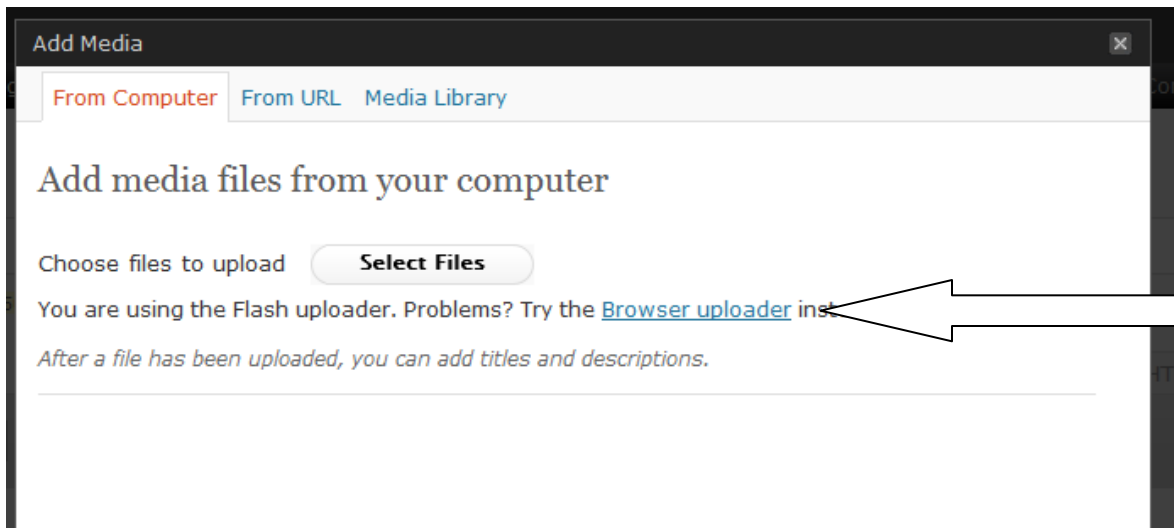 Add Media
From Computer From URL Media Library
Add media files from your computer
Choose files to upload Select Files
You are using the Flash uploader. Problems? Try the Browser uploader
After a file has been uploaded, you can add titles and descriptions.